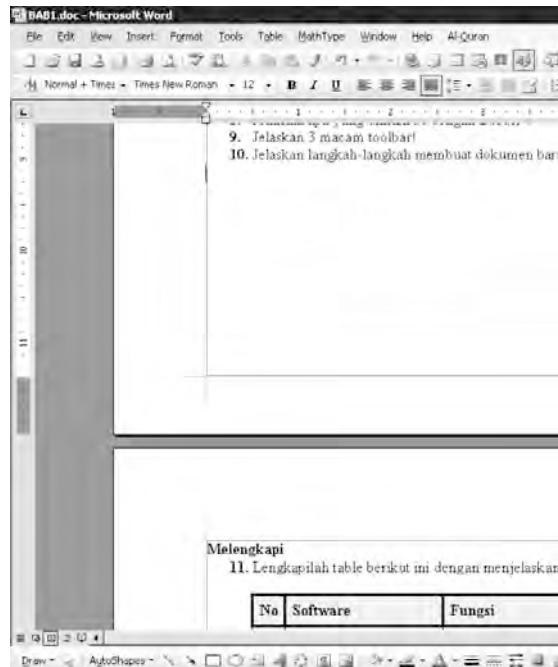 BAB1.doc - Microsoft Word
File Edit View Insert Format Tools Table MathType Window Help Al-Quran
Normal + Times Times New Roman 12 B I U
9. Jelaskan 3 macam toolbar!
10. Jelaskan langkah-langkah membuat dokumen bar
Melengkapi
11. Lengkapilah table berikut ini dengan menjelaskan
No Software Fungsi
Draw AutoShapes